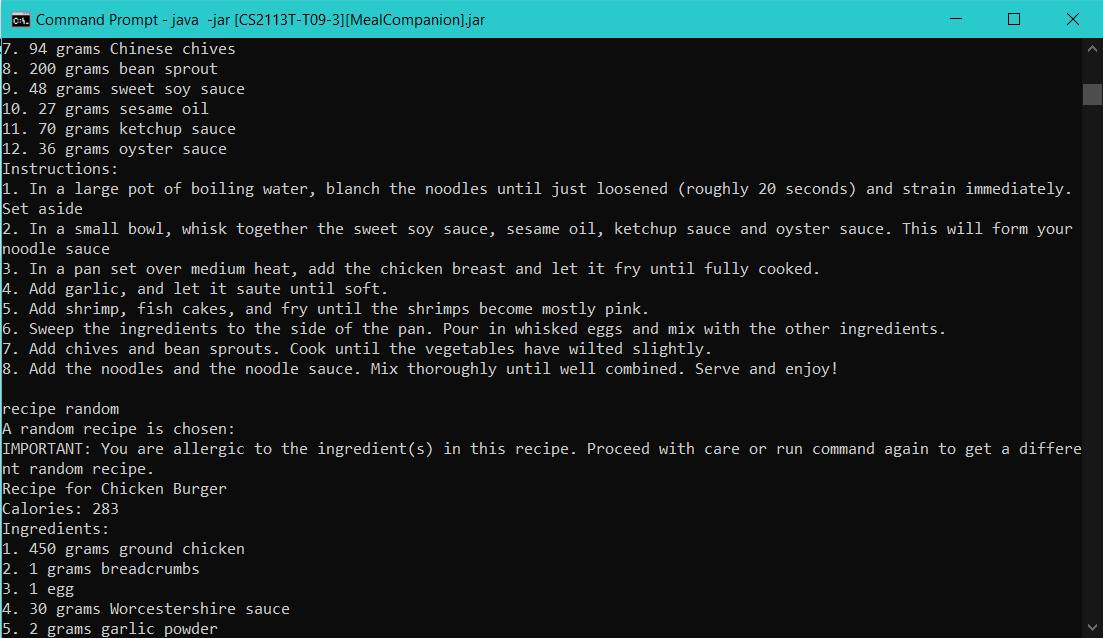 Command Prompt - java  -jar [CS2113T-T09-3][MealCompanion].jar
7. 94 grams Chinese chives
8. 200 grams bean sprout
9. 48 grams sweet soy sauce
10. 27 grams sesame oil
11. 70 grams ketchup sauce
12. 36 grams oyster sauce
Instructions:
1. In a large pot of boiling water, blanch the noodles until just loosened (roughly 20 seconds) and strain immediately.
Set aside
2. In a small bowl, whisk together the sweet soy sauce, sesame oil, ketchup sauce and oyster sauce. This will form your
noodle sauce
3. In a pan set over medium heat, add the chicken breast and let it fry until fully cooked.
4. Add garlic, and let it saute until soft.
5. Add shrimp, fish cakes, and fry until the shrimps become mostly pink.
6. Sweep the ingredients to the side of the pan. Pour in whisked eggs and mix with the other ingredients.
7. Add chives and bean sprouts. Cook until the vegetables have wilted slightly.
8. Add the noodles and the noodle sauce. Mix thoroughly until well combined. Serve and enjoy!
recipe random
A random recipe is chosen:
IMPORTANT: You are allergic to the ingredient(s) in this recipe. Proceed with care or run command again to get a differe
nt random recipe.
Recipe for Chicken Burger
Calories: 283
Ingredients:
1. 450 grams ground chicken
2. 1 grams breadcrumbs
3. 1 egg
4. 30 grams Worcestershire sauce
5. 2 grams garlic powder